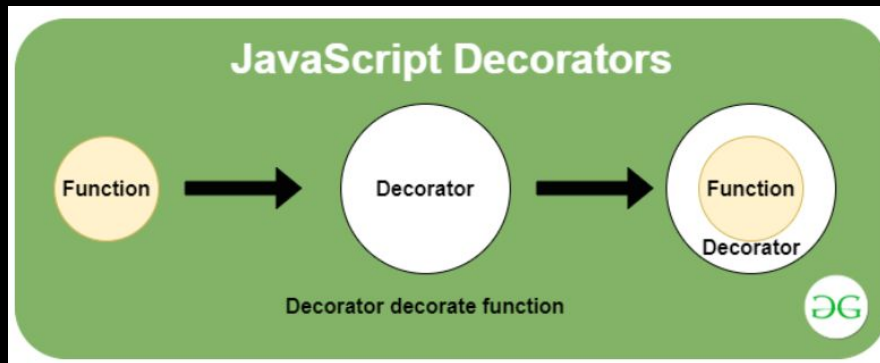 JavaScript Decorators
Function
Decorator
Function
Decorator
Decorator decorate function
GG